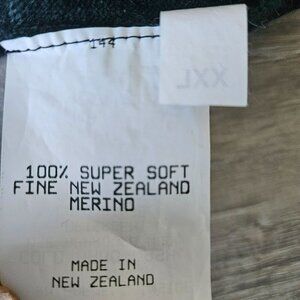 144
XXL
100% SUPER SOFT
FINE NEW ZEALAND
MERINO
MADE IN
NEW ZEALAND